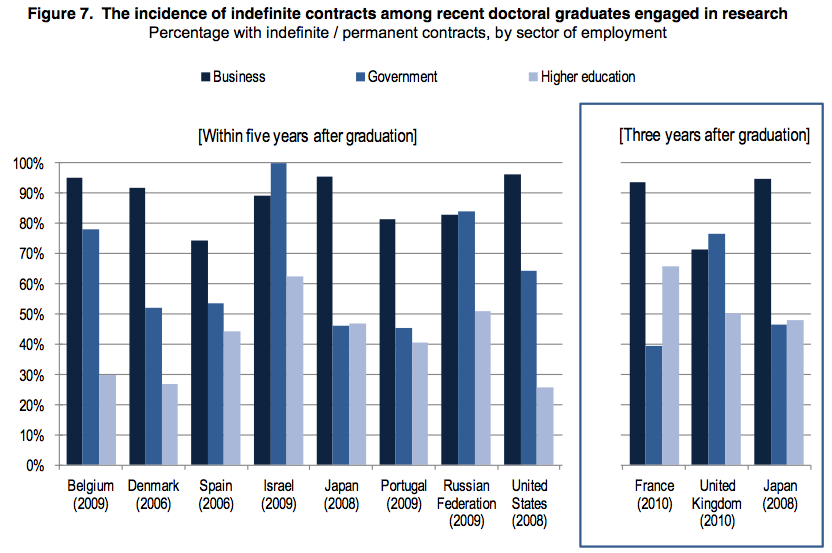 Figure 7. The incidence of indefinite contracts among recent doctoral graduates engaged in research
Percentage with indefinite / permanent contracts, by sector of employment
Business Government Higher education
[Within five years after graduation] [Three years after graduation]
100%
90%
80%
70%
60%
50%
40%
30%
20%
10%
0%
Belgium (2009)
Denmark (2006)
Spain (2006)
Israel (2009)
Japan (2008)
Portugal (2009)
Russian Federation (2009)
United States (2008)
France (2010)
United Kingdom (2010)
Japan (2008)